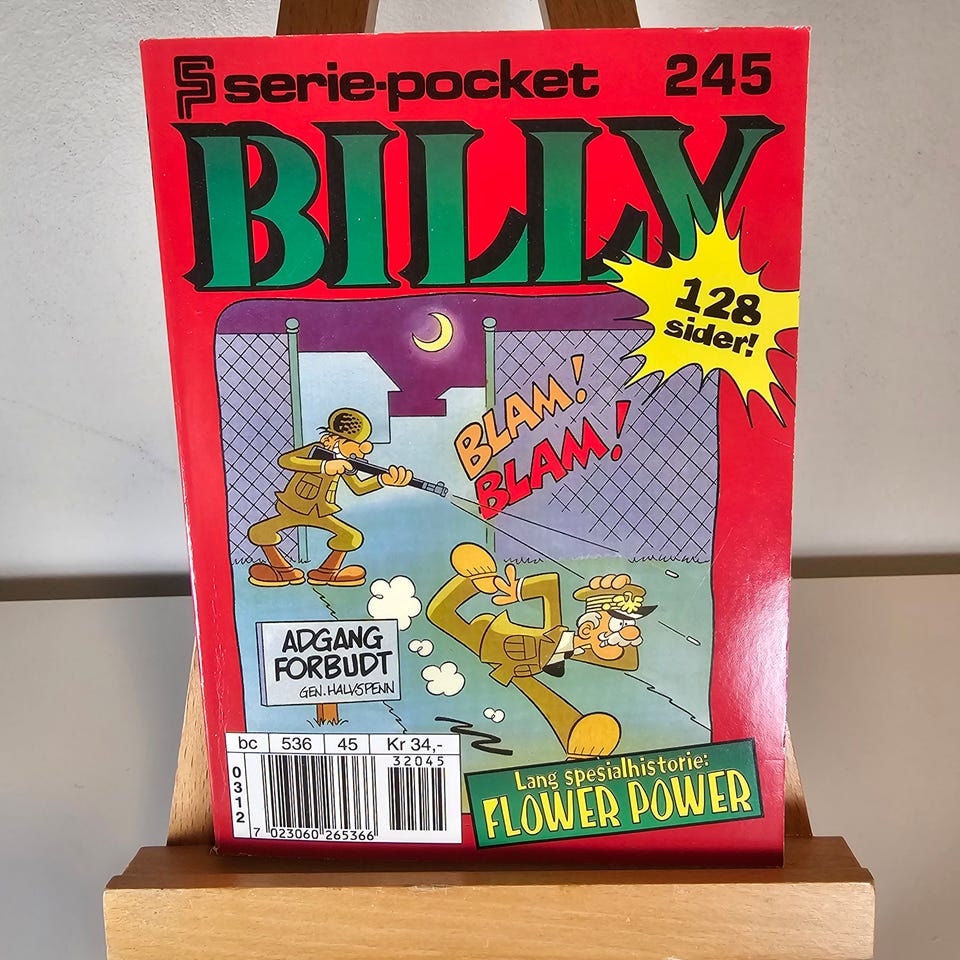 serie-pocket 245
BILLY
128
sider!
BLAM!
BLAM!
ADGANG
FORBUDT
GEN. HALVSPENN
bc 536 45 Kr 34,-
32045
0312
7 023060 265366
Lang spesialhistorie:
FLOWER POWER